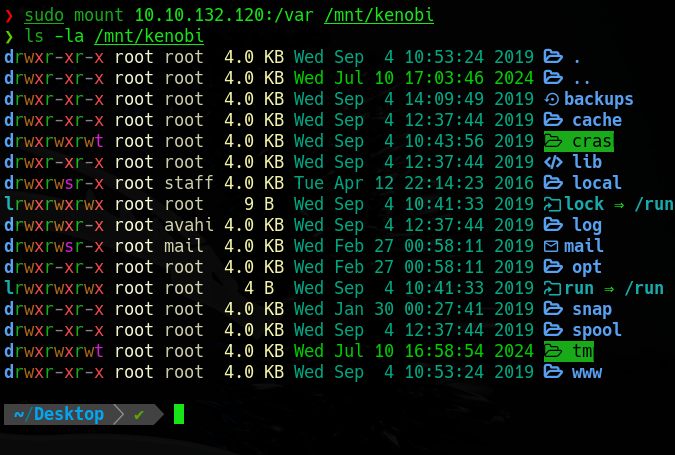 ❯ sudo mount 10.10.132.120:/var /mnt/kenobi
❯ ls -la /mnt/kenobi
drwxr-xr-x root root 4.0 KB Wed Sep 4 10:53:24 2019 .
drwxr-xr-x root root 4.0 KB Wed Jul 10 17:03:46 2024 ..
drwxr-xr-x root root 4.0 KB Wed Sep 4 14:09:49 2019 backups
drwxr-xr-x root root 4.0 KB Wed Sep 4 12:37:44 2019 cache
drwxrwxrwt root root 4.0 KB Wed Sep 4 10:43:56 2019 cras
drwxr-xr-x root root 4.0 KB Wed Sep 4 12:37:44 2019 lib
drwxrwsr-x root staff 4.0 KB Tue Apr 12 22:14:23 2016 local
lrwxrwxrwx root root 9 B Wed Sep 4 10:41:33 2019 lock ⇒ /run
drwxrwxr-x root avahi 4.0 KB Wed Sep 4 12:37:44 2019 log
drwxrwsr-x root mail 4.0 KB Wed Feb 27 00:58:11 2019 mail
drwxr-xr-x root root 4.0 KB Wed Feb 27 00:58:11 2019 opt
lrwxrwxrwx root root 4 B Wed Sep 4 10:41:33 2019 run ⇒ /run
drwxr-xr-x root root 4.0 KB Wed Jan 30 00:27:41 2019 snap
drwxr-xr-x root root 4.0 KB Wed Sep 4 12:37:44 2019 spool
drwxrwxrwt root root 4.0 KB Wed Jul 10 16:58:54 2024 tm
drwxr-xr-x root root 4.0 KB Wed Sep 4 10:53:24 2019 www
~/Desktop ✔